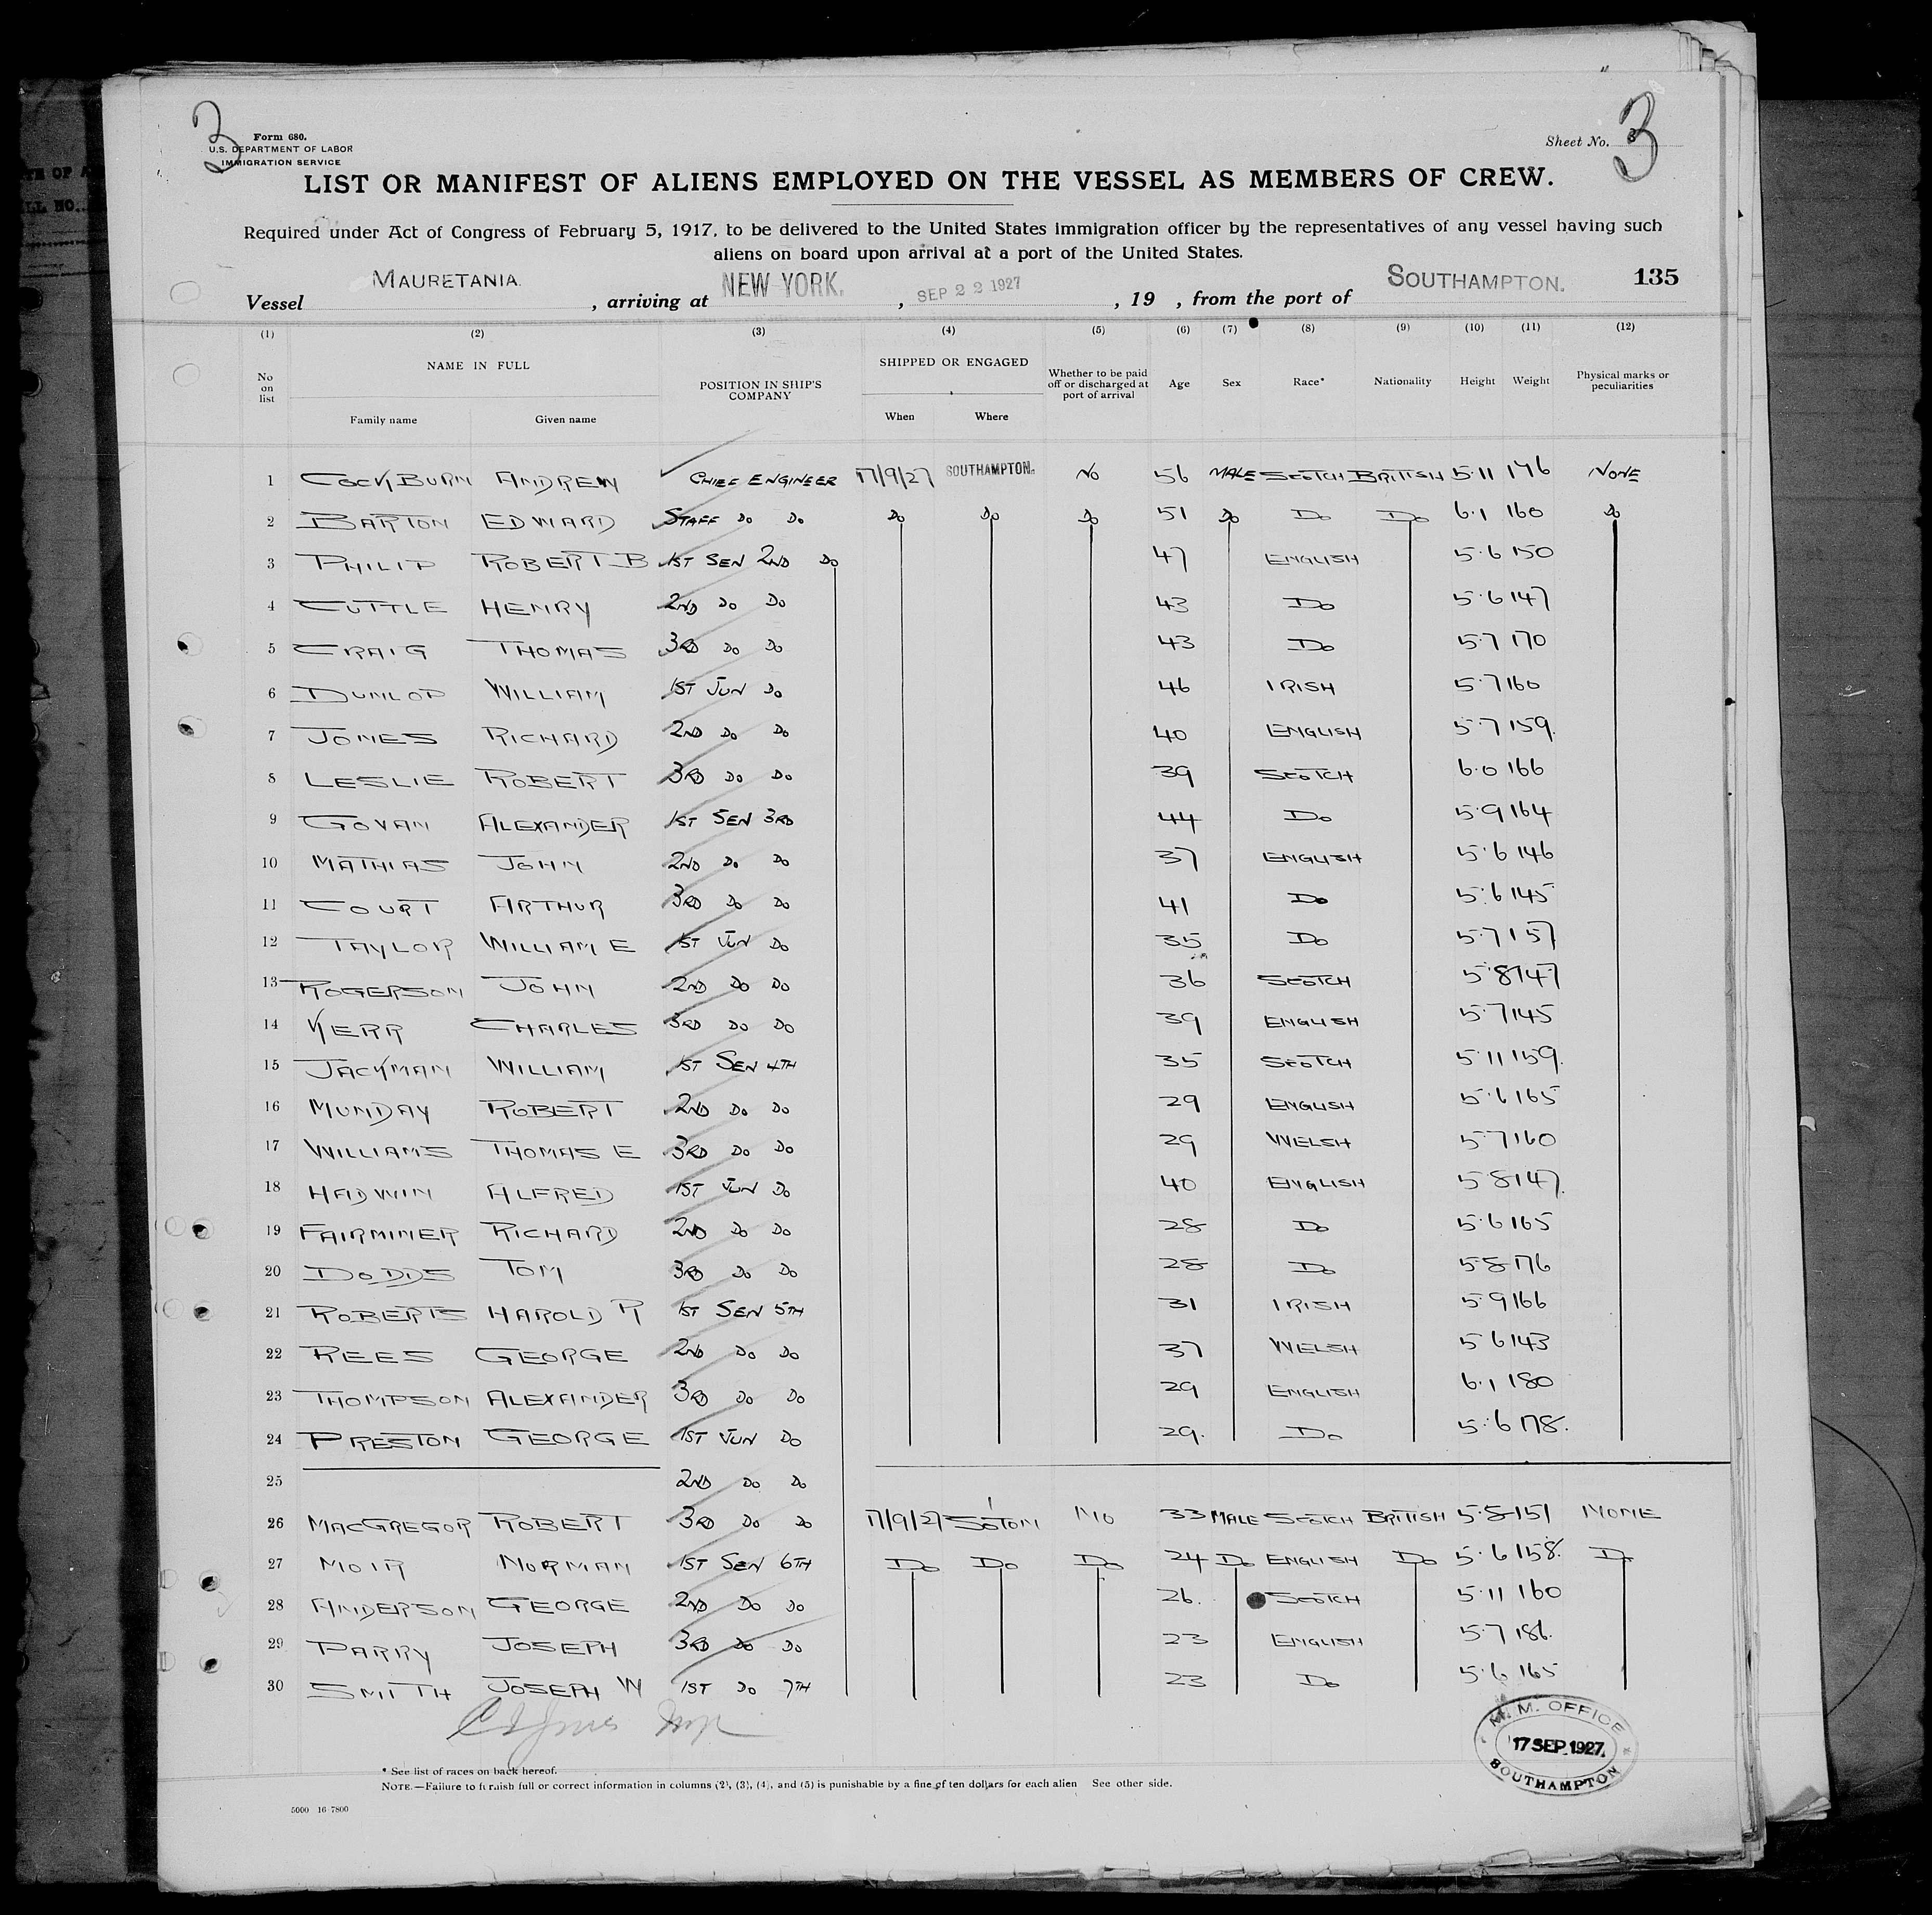 3
Form 680.
U.S. DEPARTMENT OF LABOR
IMMIGRATION SERVICE
Sheet No. 3
LIST OR MANIFEST OF ALIENS EMPLOYED ON THE VESSEL AS MEMBERS OF CREW.
Required under Act of Congress of February 5, 1917, to be delivered to the United States immigration officer by the representatives of any vessel having such
aliens on board upon arrival at a port of the United States.
Vessel MAURETANIA, arriving at NEW YORK, SEP 22 1927, 19 , from the port of SOUTHAMPTON. 135
(1) (2) (3) (4) (5) (6) (7) (8) (9) (10) (11) (12)
No on list NAME IN FULL Family name Given name POSITION IN SHIP'S COMPANY SHIPPED OR ENGAGED When Where Whether to be paid off or discharged at port of arrival Age Sex Race* Nationality Height Weight Physical marks or peculiarities
1 COCKBURN ANDREW CHIEF ENGINEER 17/9/27 SOUTHAMPTON. NO 56 MALE SCOTCH BRITISH 5·11 176 NONE
2 BARTON EDWARD STAFF DO DO DO DO DO 51 DO DO DO 6·1 160 DO
3 PHILIP ROBERT B 1ST SEN 2ND DO 47 ENGLISH 5·6 150
4 CUTTLE HENRY 2ND DO DO 43 DO 5·6 147
5 CRAIG THOMAS 3RD DO DO 43 DO 5·7 170
6 DUNLOP WILLIAM 1ST JUN DO 46 IRISH 5·7 160
7 JONES RICHARD 2ND DO DO 40 ENGLISH 5·7 159.
8 LESLIE ROBERT 3RD DO DO 39 SCOTCH 6·0 166
9 GOVAN ALEXANDER 1ST SEN 3RD 44 DO 5·9 164
10 MATHIAS JOHN 2ND DO DO 37 ENGLISH 5·6 146
11 COURT ARTHUR 3RD DO DO 41 DO 5·6 145
12 TAYLOR WILLIAM E 1ST JUN DO 35 DO 5·7 157
13 ROGERSON JOHN 2ND DO DO 36 SCOTCH 5·8 147
14 KERR CHARLES 3RD DO DO 39 ENGLISH 5·7 145
15 JACKMAN WILLIAM 1ST SEN 4TH 35 SCOTCH 5·11 159.
16 MUNDAY ROBERT 2ND DO DO 29 ENGLISH 5·6 165
17 WILLIAMS THOMAS E 3RD DO DO 29 WELSH 5·7 160
18 HADWIN ALFRED 1ST JUN DO 40 ENGLISH 5·8 147.
19 FAIRMINER RICHARD 2ND DO DO 28 DO 5·6 165
20 DODDS TOM 3RD DO DO 28 DO 5·8 176
21 ROBERTS HAROLD R 1ST SEN 5TH 31 IRISH 5·9 166
22 REES GEORGE 2ND DO DO 37 WELSH 5·6 143
23 THOMPSON ALEXANDER 3RD DO DO 29 ENGLISH 6·1 180
24 PRESTON GEORGE 1ST JUN DO 29. DO 5·6 178.
25 2ND DO DO
26 MACGREGOR ROBERT 3RD DO DO 17/9/27 SOTON NO 33 MALE SCOTCH BRITISH 5·8 151 NONE
27 MOIR NORMAN 1ST SEN 6TH DO DO DO 24 DO ENGLISH DO 5·6 158. DO
28 ANDERSON GEORGE 2ND DO DO 26. SCOTCH 5·11 160
29 PARRY JOSEPH 3RD DO DO 23 ENGLISH 5·7 186.
30 SMITH JOSEPH W 1ST DO 7TH 23 DO 5·6 165
M. M. OFFICE
17 SEP. 1927
SOUTHAMPTON
* See list of races on back hereof.
NOTE.—Failure to furnish full or correct information in columns (2), (3), (4), and (5) is punishable by a fine of ten dollars for each alien See other side.
5000 16 7800